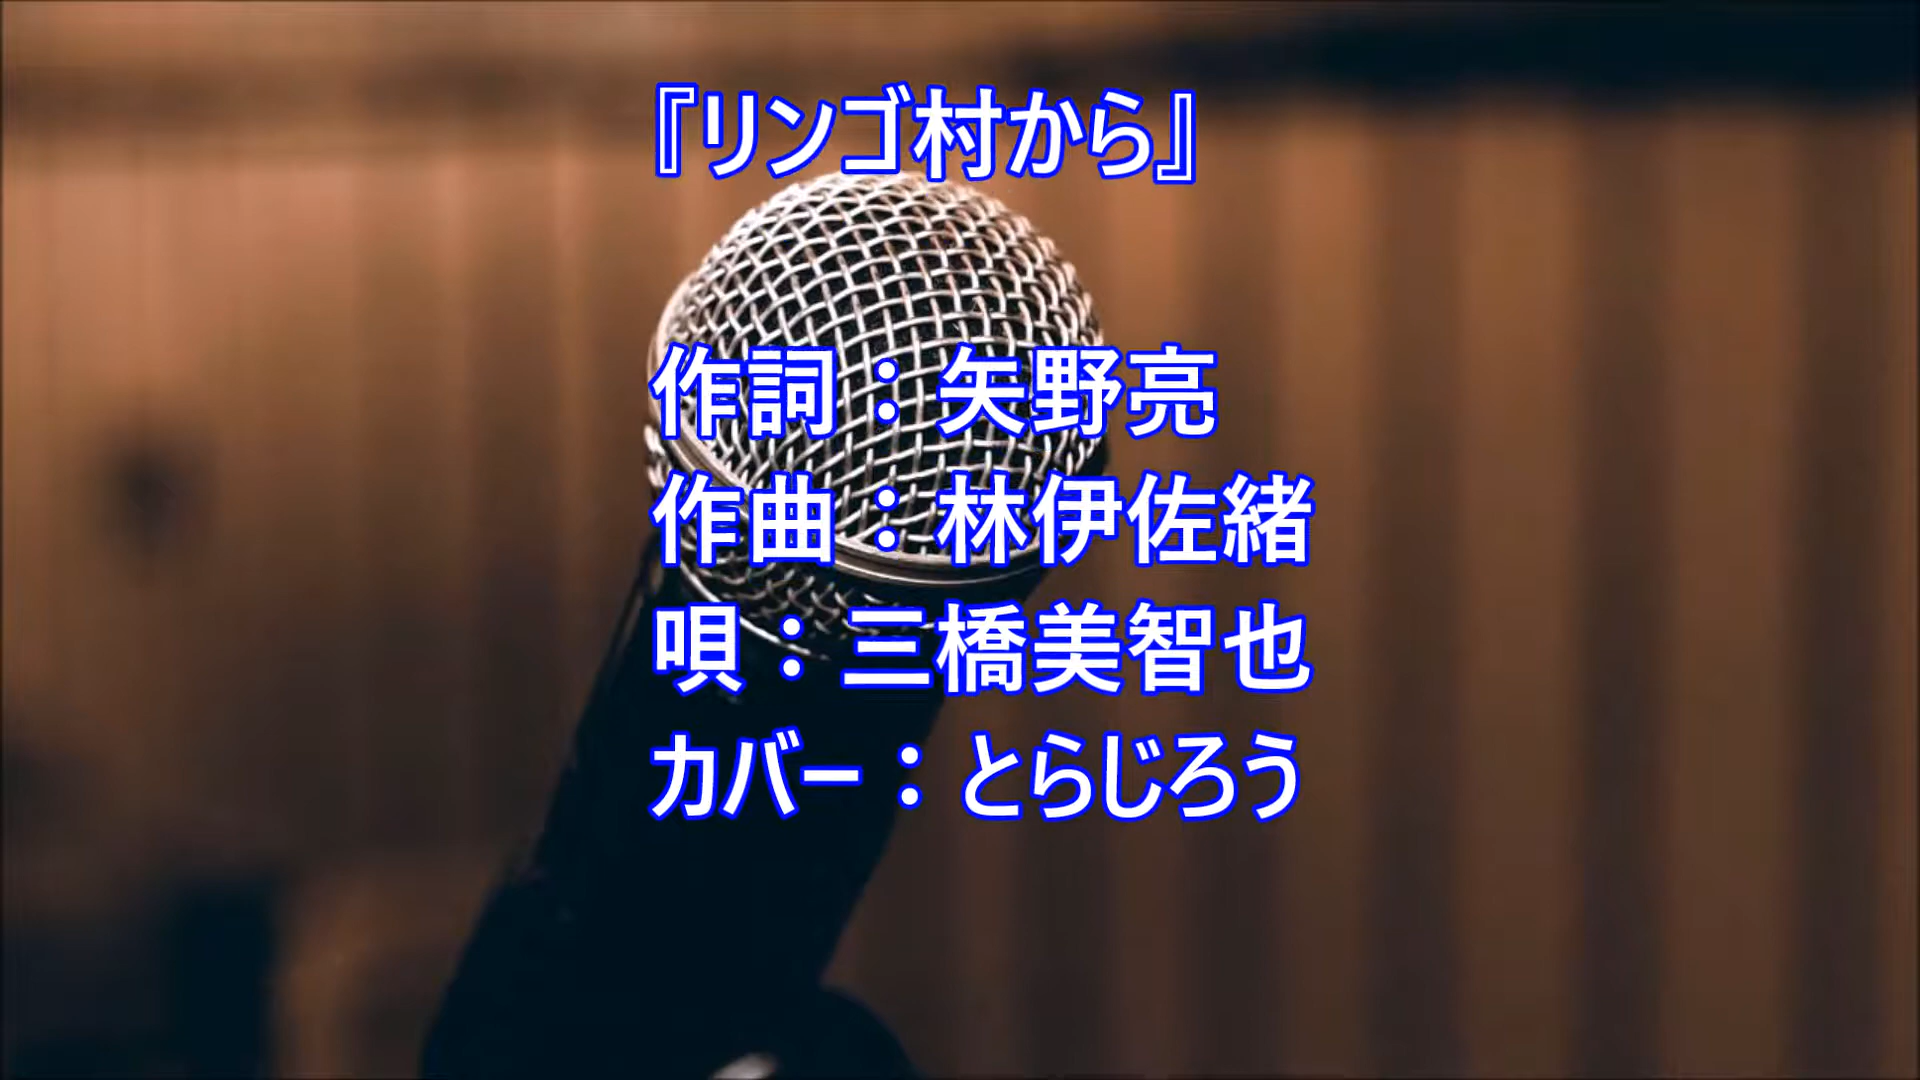 『リンゴ村から』
作詞：矢野亮
作曲：林伊佐緒
唄：三橋美智也
カバー：とらじろう